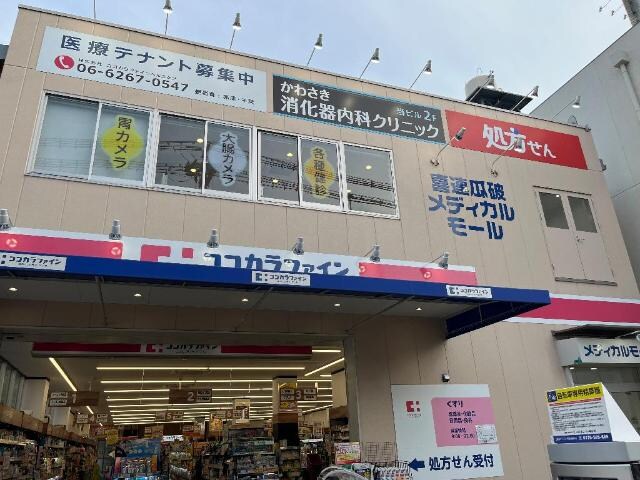 医療テナント募集中
06-6267-0547
かわさき
消化器内科クリニック
当ビル2F
処方せん
胃カメラ
大腸カメラ
各種健診
喜連瓜破
メディカル
モール
ココカラファイン
ココカラファイン
ココカラファイン
ココカラファイン
ココカラファイン
メディカルモール
2
3
くすり
処方せん受付